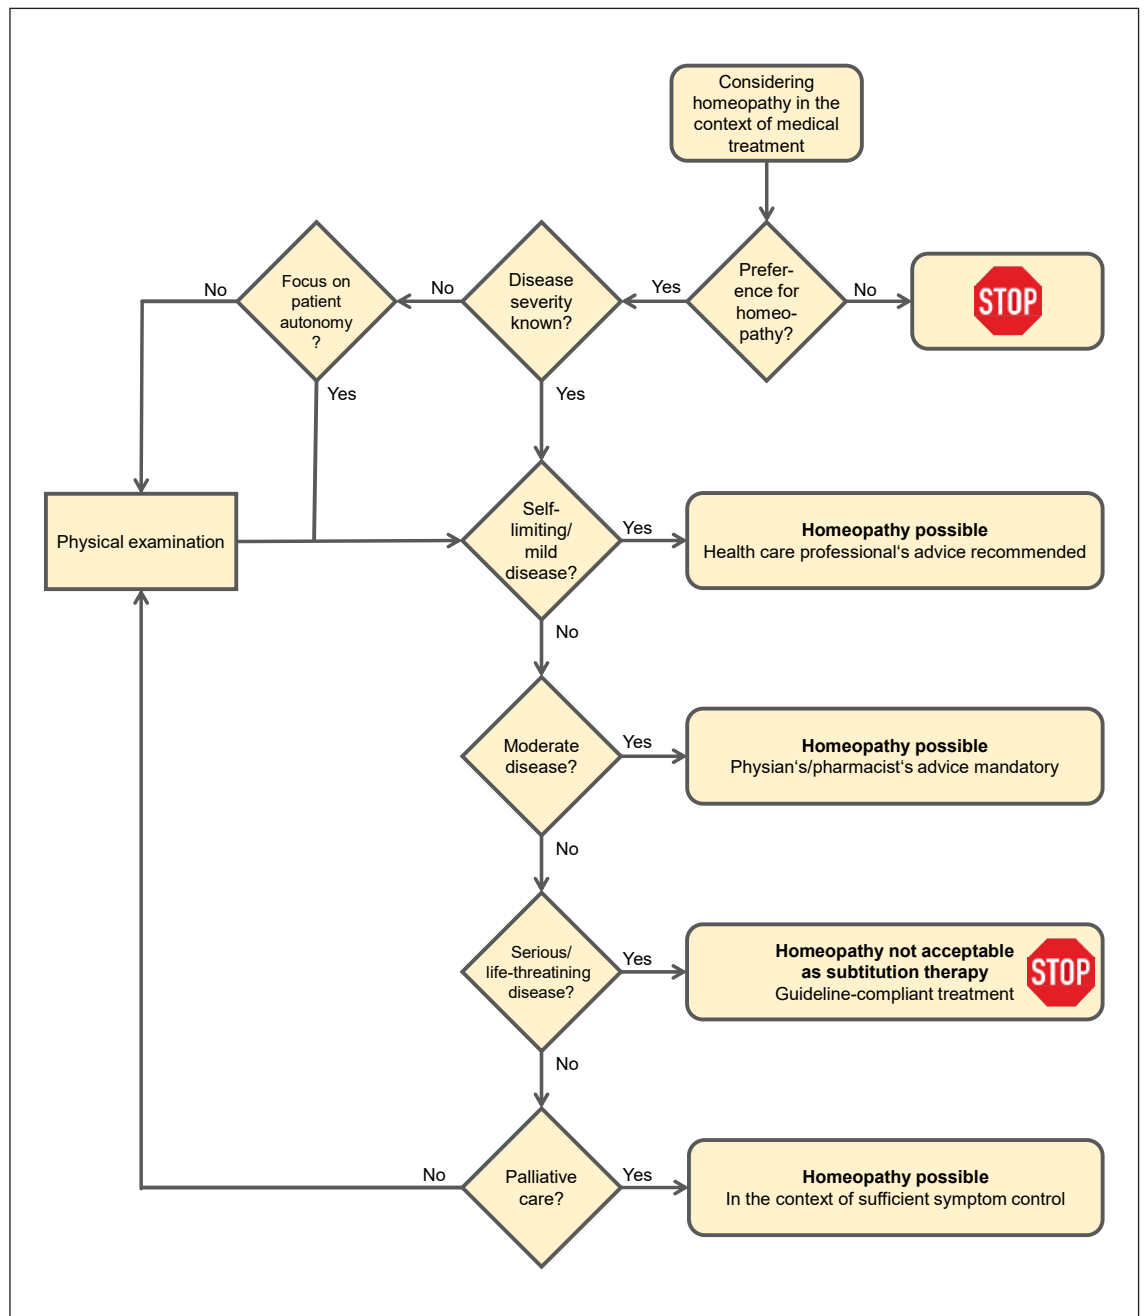 Considering
homeopathy in the
context of medical
treatment
Prefer-
ence for
homeo-
pathy?
No
STOP
Yes
Disease
severity
known?
No
Focus on
patient
autonomy
?
No
Yes
Yes
Physical examination
Self-
limiting/
mild
disease?
Yes
Homeopathy possible
Health care professional‘s advice recommended
No
Moderate
disease?
Yes
Homeopathy possible
Physian‘s/pharmacist‘s advice mandatory
No
Serious/
life-threatining
disease?
Yes
Homeopathy not acceptable
as subtitution therapy
Guideline-compliant treatment
STOP
No
Palliative
care?
No
Yes
Homeopathy possible
In the context of sufficient symptom control